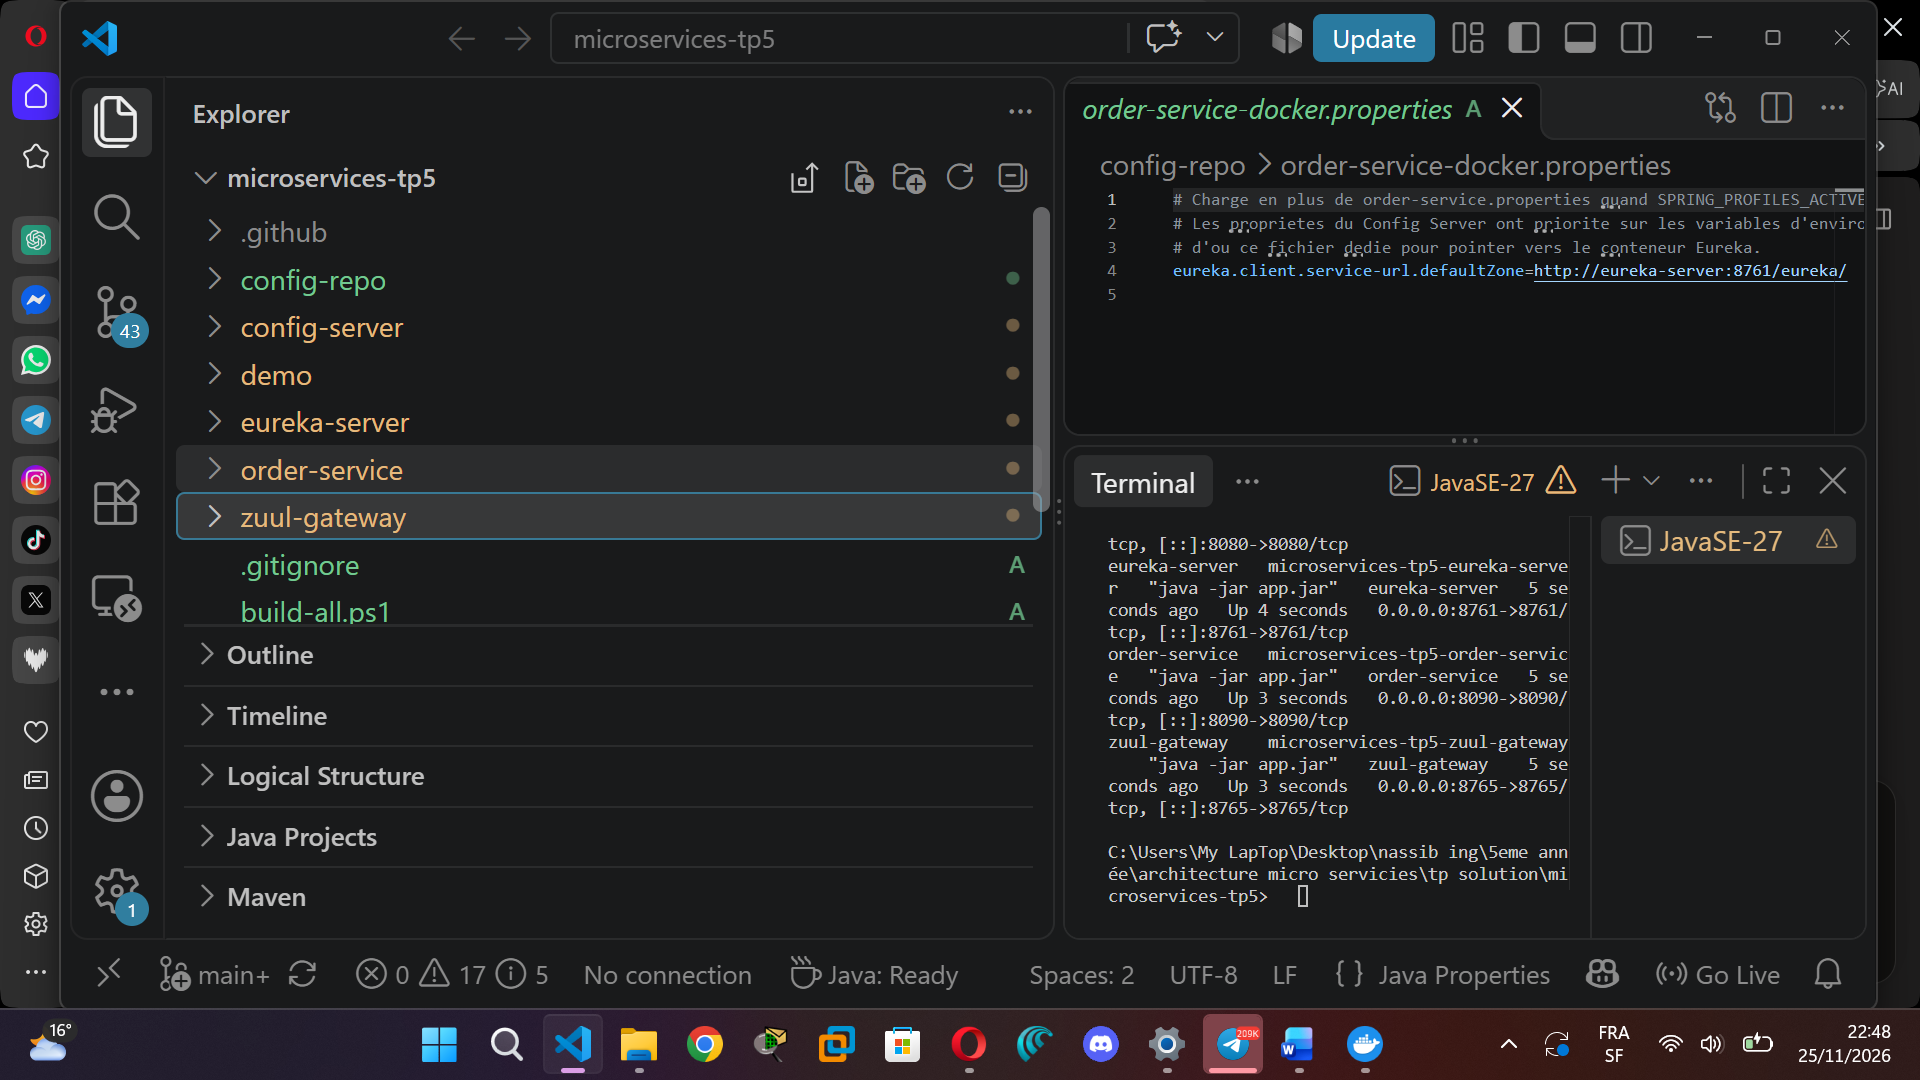 microservices-tp5
Update
Explorer
microservices-tp5
.github
config-repo
config-server
demo
eureka-server
order-service
zuul-gateway
.gitignore A
build-all.ps1 A
Outline
Timeline
Logical Structure
Java Projects
Maven
43
1
order-service-docker.properties A
config-repo > order-service-docker.properties
1 # Charge en plus de order-service.properties quand SPRING_PROFILES_ACTIVE
2 # Les proprietes du Config Server ont priorite sur les variables d'enviro
3 # d'ou ce fichier dedie pour pointer vers le conteneur Eureka.
4 eureka.client.service-url.defaultZone=http://eureka-server:8761/eureka/
5
Terminal
JavaSE-27
JavaSE-27
tcp, [::]:8080->8080/tcp
eureka-server   microservices-tp5-eureka-serve
r   "java -jar app.jar"   eureka-server   5 se
conds ago   Up 4 seconds   0.0.0.0:8761->8761/
tcp, [::]:8761->8761/tcp
order-service   microservices-tp5-order-servic
e   "java -jar app.jar"   order-service   5 se
conds ago   Up 3 seconds   0.0.0.0:8090->8090/
tcp, [::]:8090->8090/tcp
zuul-gateway    microservices-tp5-zuul-gateway
    "java -jar app.jar"   zuul-gateway    5 se
conds ago   Up 3 seconds   0.0.0.0:8765->8765/
tcp, [::]:8765->8765/tcp
C:\Users\My LapTop\Desktop\nassib ing\5eme ann
ée\architecture micro servicies\tp solution\mi
croservices-tp5>
AI
main+ 0 17 5 No connection Java: Ready Spaces: 2 UTF-8 LF { } Java Properties Go Live
16°
209K
FRA
SF
22:48
25/11/2026